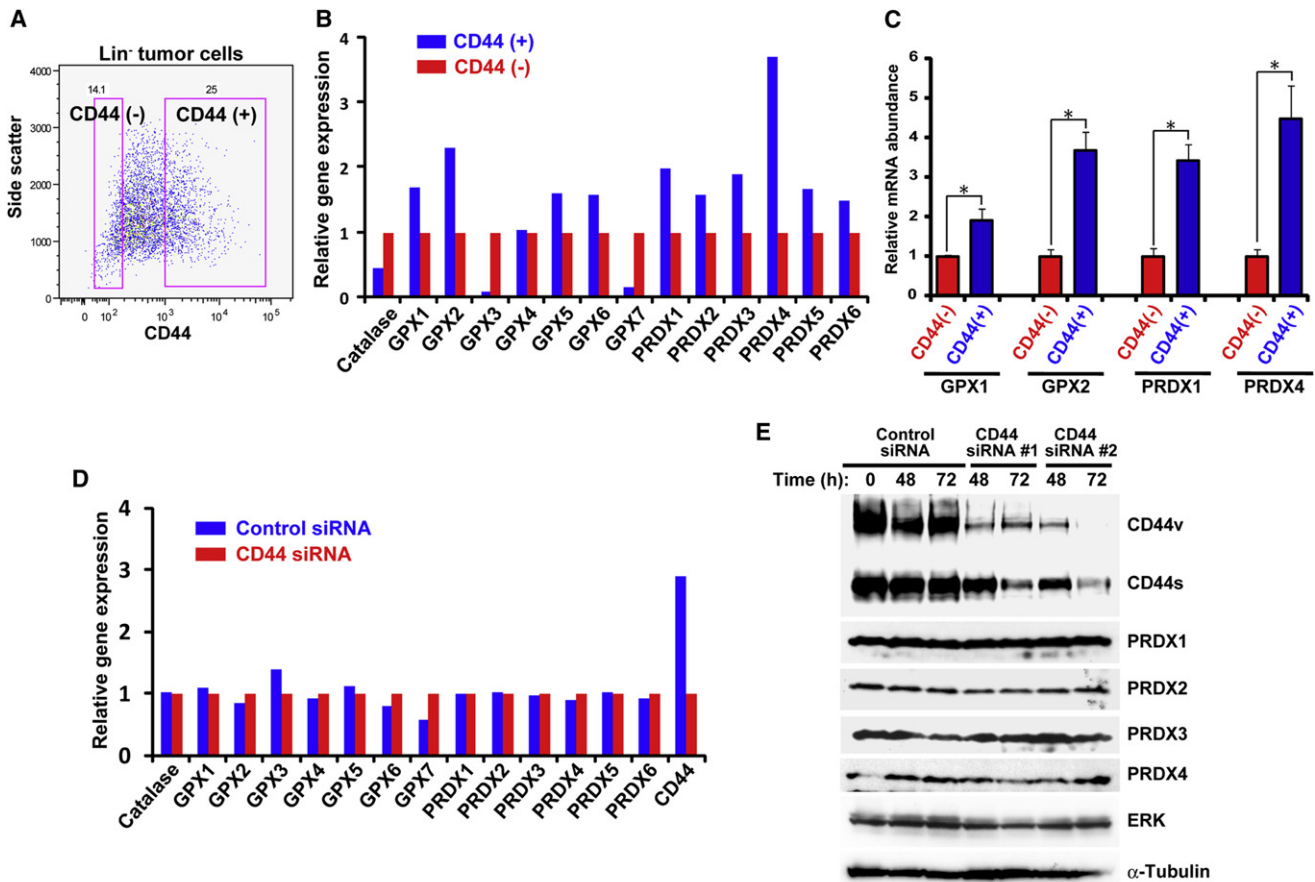 A
Lin⁻ tumor cells
14.1
25
CD44 (-)
CD44 (+)
4000
3000
2000
1000
0
0
10²
10³
10⁴
10⁵
Side scatter
CD44
B
CD44 (+)
CD44 (-)
Relative gene expression
4
3
2
1
0
Catalase
GPX1
GPX2
GPX3
GPX4
GPX5
GPX6
GPX7
PRDX1
PRDX2
PRDX3
PRDX4
PRDX5
PRDX6
C
Relative mRNA abundance
6
5
4
3
2
1
0
*
*
*
*
CD44(-)
CD44(+)
CD44(-)
CD44(+)
CD44(-)
CD44(+)
CD44(-)
CD44(+)
GPX1
GPX2
PRDX1
PRDX4
D
Control siRNA
CD44 siRNA
Relative gene expression
4
3
2
1
0
Catalase
GPX1
GPX2
GPX3
GPX4
GPX5
GPX6
GPX7
PRDX1
PRDX2
PRDX3
PRDX4
PRDX5
PRDX6
CD44
E
Control siRNA
CD44 siRNA #1
CD44 siRNA #2
Time (h): 0 48 72 48 72 48 72
CD44v
CD44s
PRDX1
PRDX2
PRDX3
PRDX4
ERK
α-Tubulin